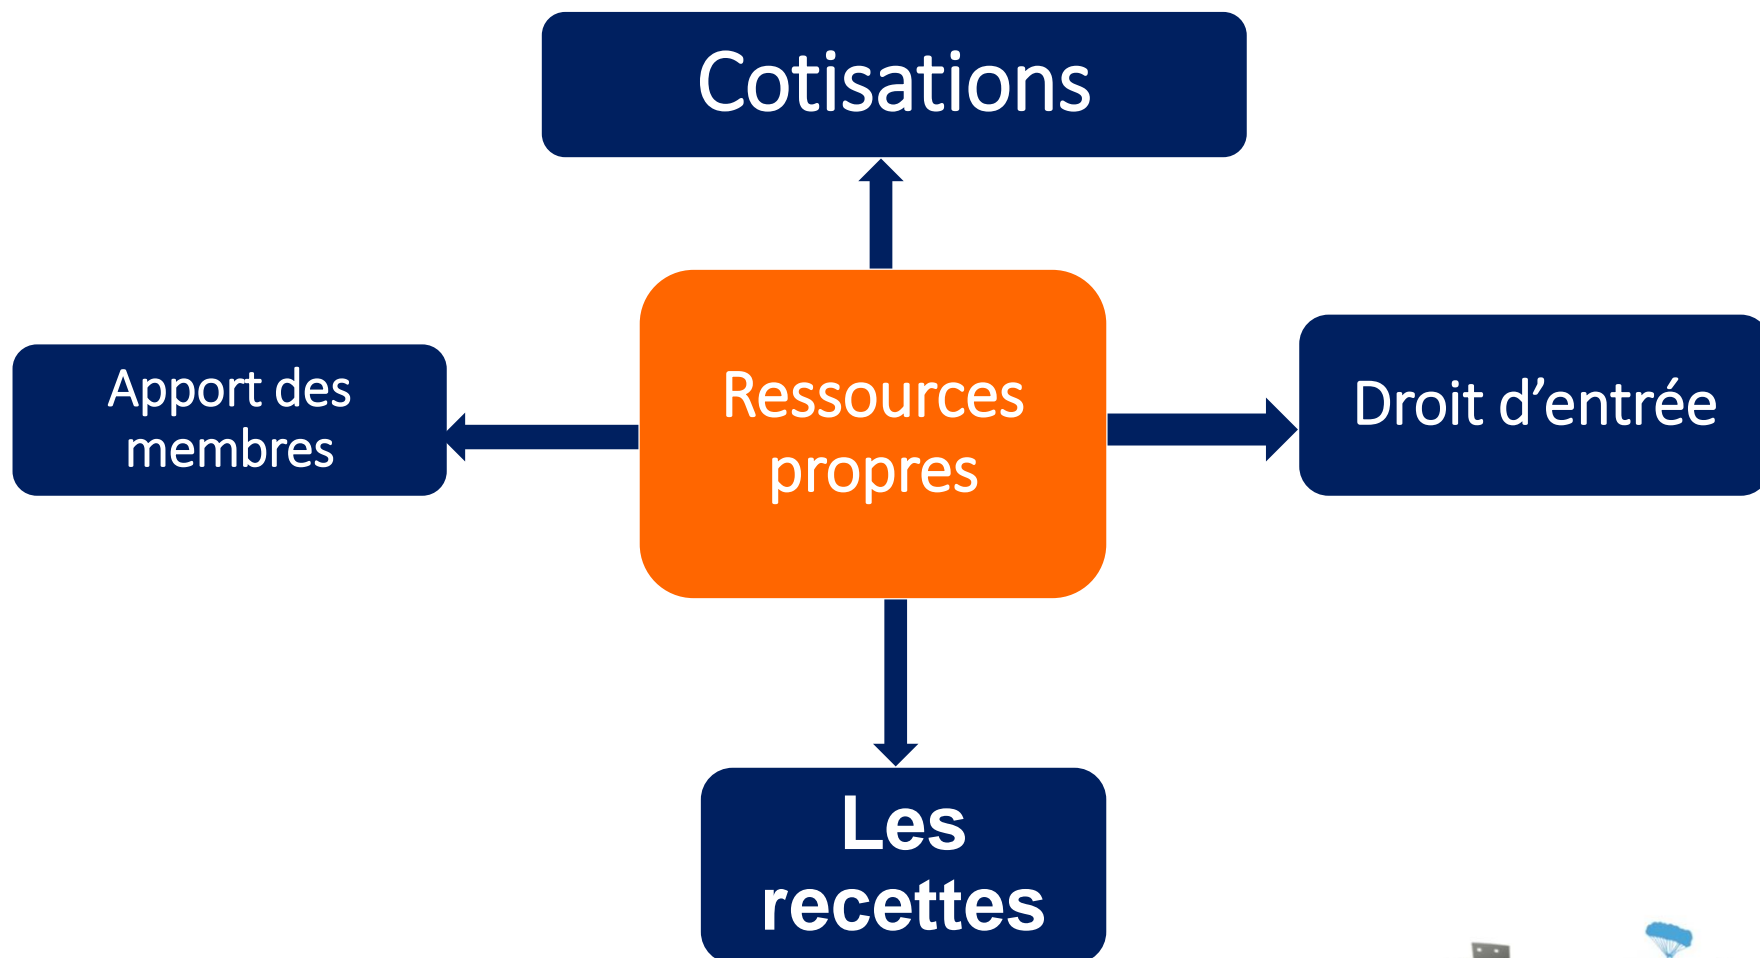 Cotisations
Apport des
membres
Ressources
propres
Droit d’entrée
Les
recettes